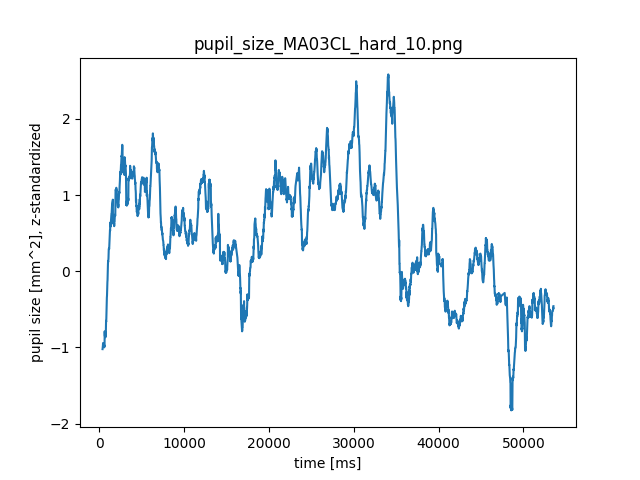 pupil_size_MA03CL_hard_10.png
pupil size [mm^2], z-standardized
2
1
0
−1
−2
0 10000 20000 30000 40000 50000
time [ms]